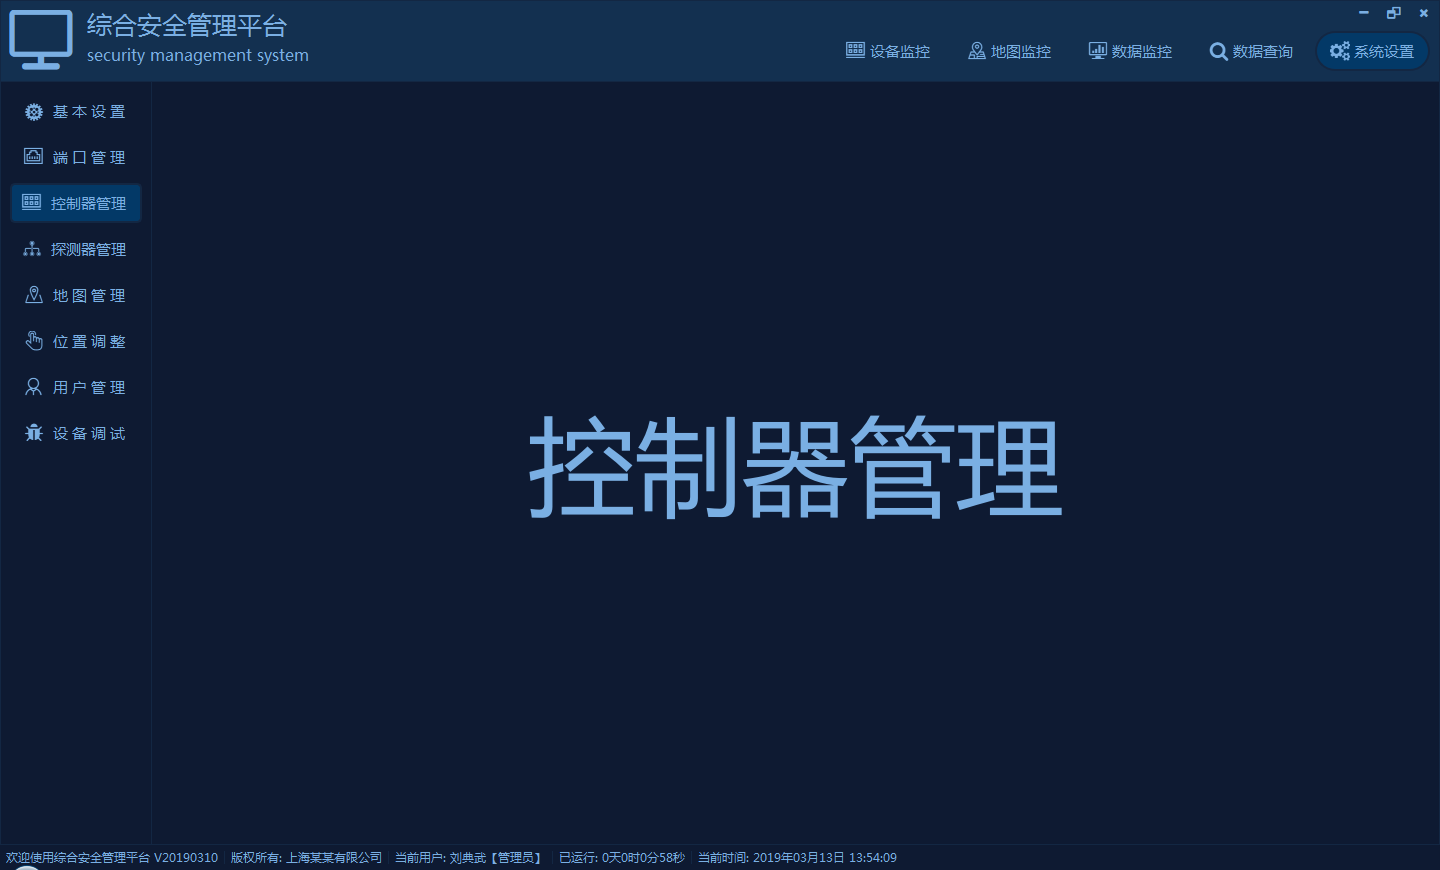 综合安全管理平台
security management system
设备监控 地图监控 数据监控 数据查询 系统设置
基本设置
端口管理
控制器管理
探测器管理
地图管理
位置调整
用户管理
设备调试
控制器管理
欢迎使用综合安全管理平台 V20190310 版权所有: 上海某某有限公司 当前用户: 刘典武【管理员】 已运行: 0天0时0分58秒 当前时间: 2019年03月13日 13:54:09